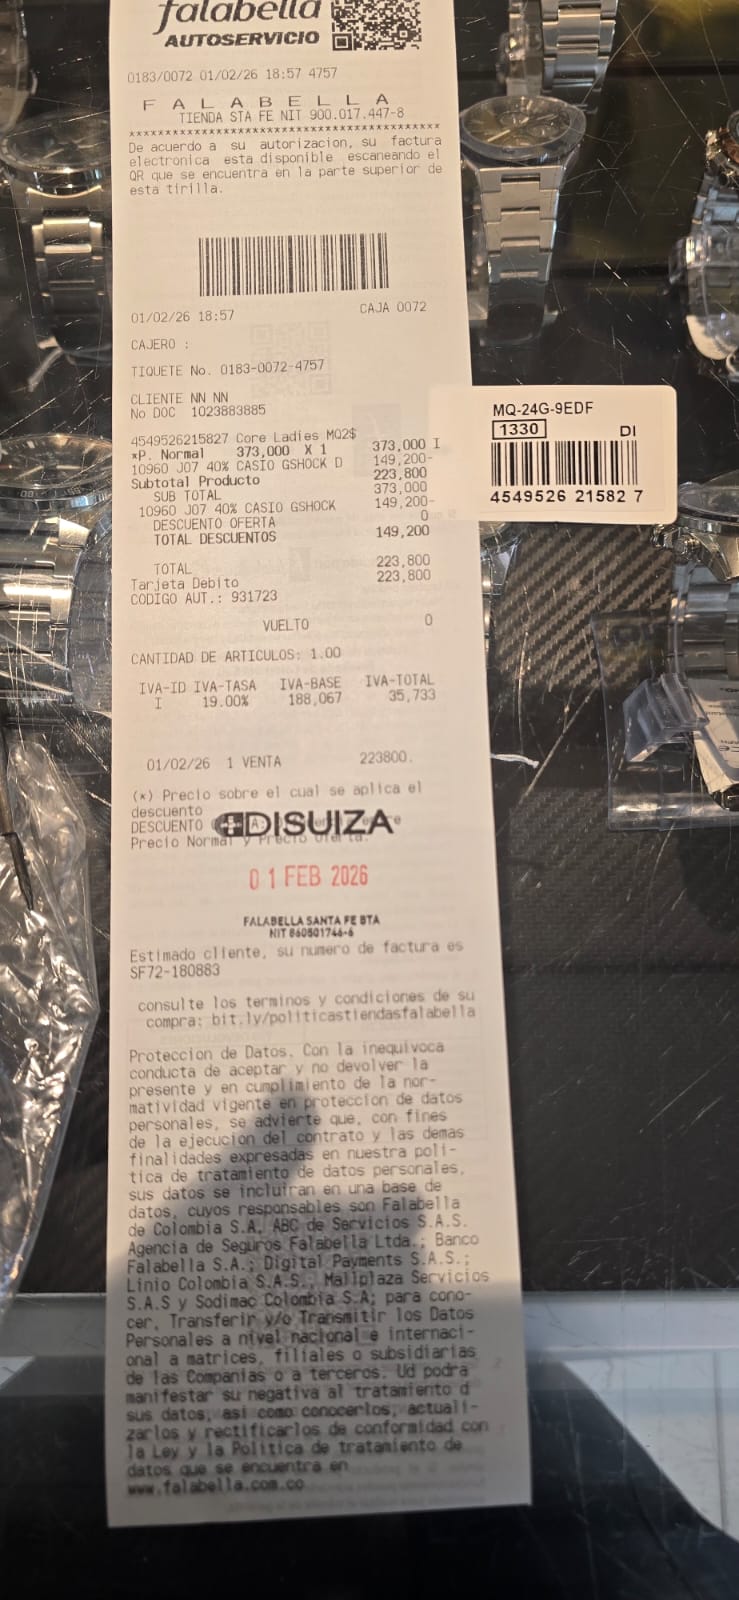 falabella
AUTOSERVICIO
0183/0072 01/02/26 18:57 4757
F A L A B E L L A
TIENDA STA FE NIT 900.017.447-8
****************************************
De acuerdo a su autorizacion, su factura
electronica esta disponible escaneando el
QR que se encuentra en la parte superior de
esta tirilla.
01/02/26 18:57 CAJA 0072
CAJERO :
TIQUETE No. 0183-0072-4757
CLIENTE NN NN
No DOC 1023883885
4549526215827 Core Ladies MQ2$
*P. Normal 373,000 X 1 373,000 I
10960 J07 40% CASIO GSHOCK D 149,200-
Subtotal Producto 223,800
SUB TOTAL 373,000
10960 J07 40% CASIO GSHOCK 149,200-
DESCUENTO OFERTA 0
TOTAL DESCUENTOS 149,200
TOTAL 223,800
Tarjeta Debito 223,800
CODIGO AUT.: 931723
VUELTO 0
CANTIDAD DE ARTICULOS: 1.00
IVA-ID IVA-TASA IVA-BASE IVA-TOTAL
I 19.00% 188,067 35,733
01/02/26 1 VENTA 223800.
(*) Precio sobre el cual se aplica el
descuento
DESCUENTO
DISUIZA
Precio Normal y Precio Oferta.
01 FEB 2026
FALABELLA SANTA FE BTA
NIT 860501746-6
Estimado cliente, su numero de factura es
SF72-180883
consulte los terminos y condiciones de su
compra: bit.ly/politicastiendasfalabella
Proteccion de Datos. Con la inequivoca
conducta de aceptar y no devolver la
presente y en cumplimiento de la nor-
matividad vigente en proteccion de datos
personales, se advierte que, con fines
de la ejecucion del contrato y las demas
finalidades expresadas en nuestra poli-
tica de tratamiento de datos personales,
sus datos se incluiran en una base de
datos, cuyos responsables son Falabella
de Colombia S.A, ABC de Servicios S.A.S.
Agencia de Seguros Falabella Ltda.; Banco
Falabella S.A.; Digital Payments S.A.S.;
Linio Colombia S.A.S., Mallplaza Servicios
S.A.S y Sodimac Colombia S.A; para cono-
cer, Transferir y/o Transmitir los Datos
Personales a nivel nacional e internaci-
onal a matrices, filiales o subsidiarias
de las Companias o a terceros. Ud podra
manifestar su negativa al tratamiento d
sus datos, asi como conocerlos, actuali-
zarlos y rectificarlos de conformidad con
la Ley y la Politica de tratamiento de
datos que se encuentra en
www.falabella.com.co
MQ-24G-9EDF
1330 DI
4549526 21582 7